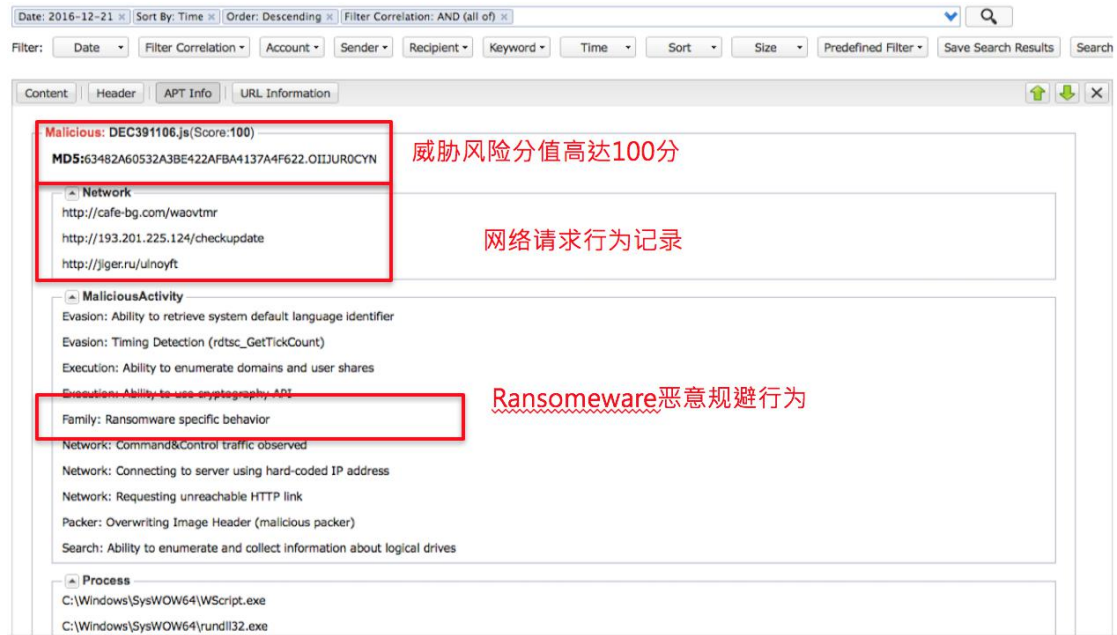 Date: 2016-12-21 × Sort By: Time × Order: Descending × Filter Correlation: AND (all of) ×
Filter: Date Filter Correlation Account Sender Recipient Keyword Time Sort Size Predefined Filter Save Search Results Search
Content Header APT Info URL Information
Malicious: DEC391106.js(Score:100)
MD5:63482A60532A3BE422AFBA4137A4F622.OIIJUR0CYN
威胁风险分值高达100分
Network
http://cafe-bg.com/waovtmr
http://193.201.225.124/checkupdate
http://jiger.ru/ulnoyft
网络请求行为记录
MaliciousActivity
Evasion: Ability to retrieve system default language identifier
Evasion: Timing Detection (rdtsc_GetTickCount)
Execution: Ability to enumerate domains and user shares
Execution: Ability to use cryptography API
Family: Ransomware specific behavior
Ransomeware恶意规避行为
Network: Command&Control traffic observed
Network: Connecting to server using hard-coded IP address
Network: Requesting unreachable HTTP link
Packer: Overwriting Image Header (malicious packer)
Search: Ability to enumerate and collect information about logical drives
Process
C:\Windows\SysWOW64\WScript.exe
C:\Windows\SysWOW64\rundll32.exe